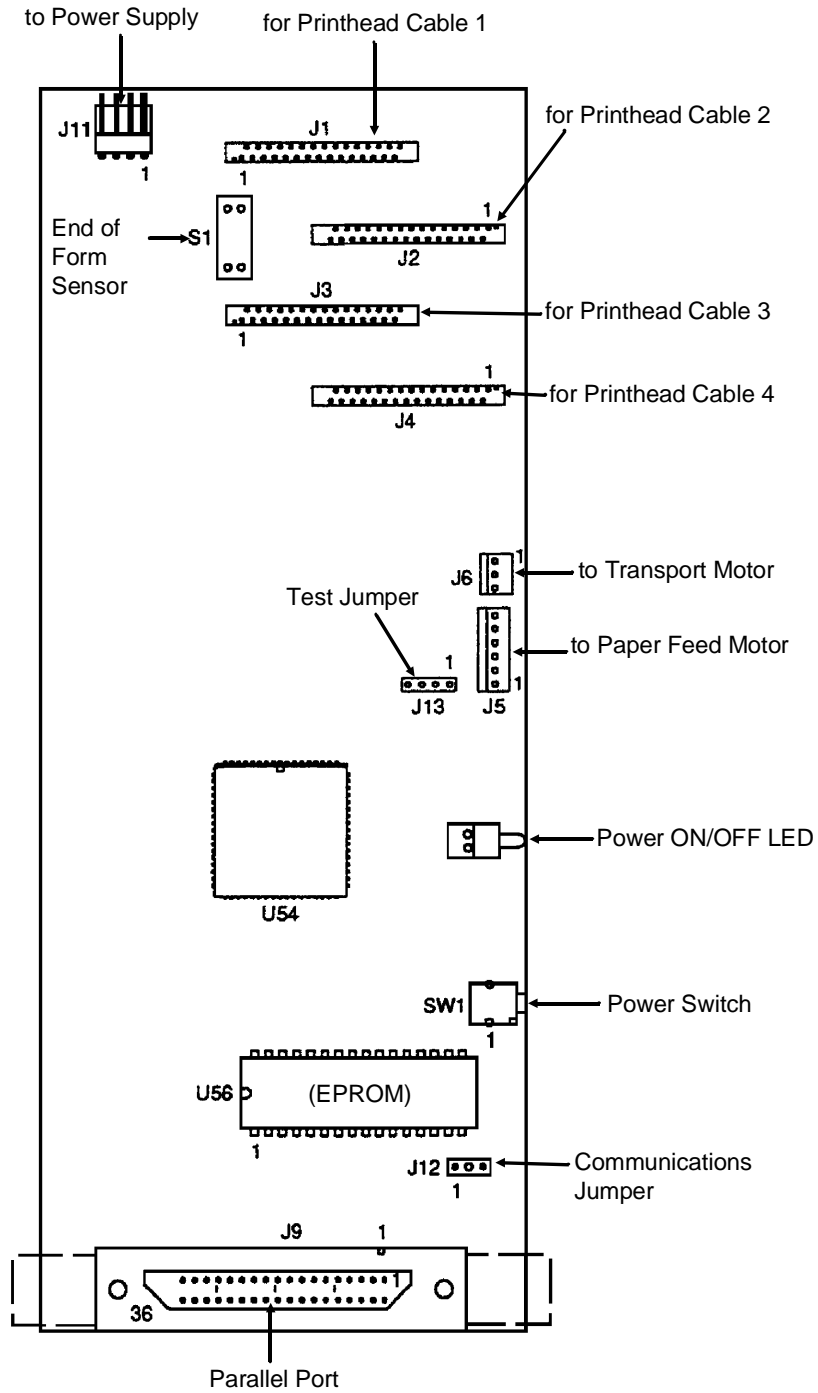 to Power Supply
for Printhead Cable 1
J11
1
J1
1
for Printhead Cable 2
1
J2
End of
Form
Sensor
S1
J3
1
for Printhead Cable 3
1
J4
for Printhead Cable 4
J6
1
to Transport Motor
Test Jumper
1
J13
to Paper Feed Motor
1
J5
U54
Power ON/OFF LED
SW1
1
Power Switch
U56
(EPROM)
1
J12
1
Communications
Jumper
J9
1
1
36
Parallel Port